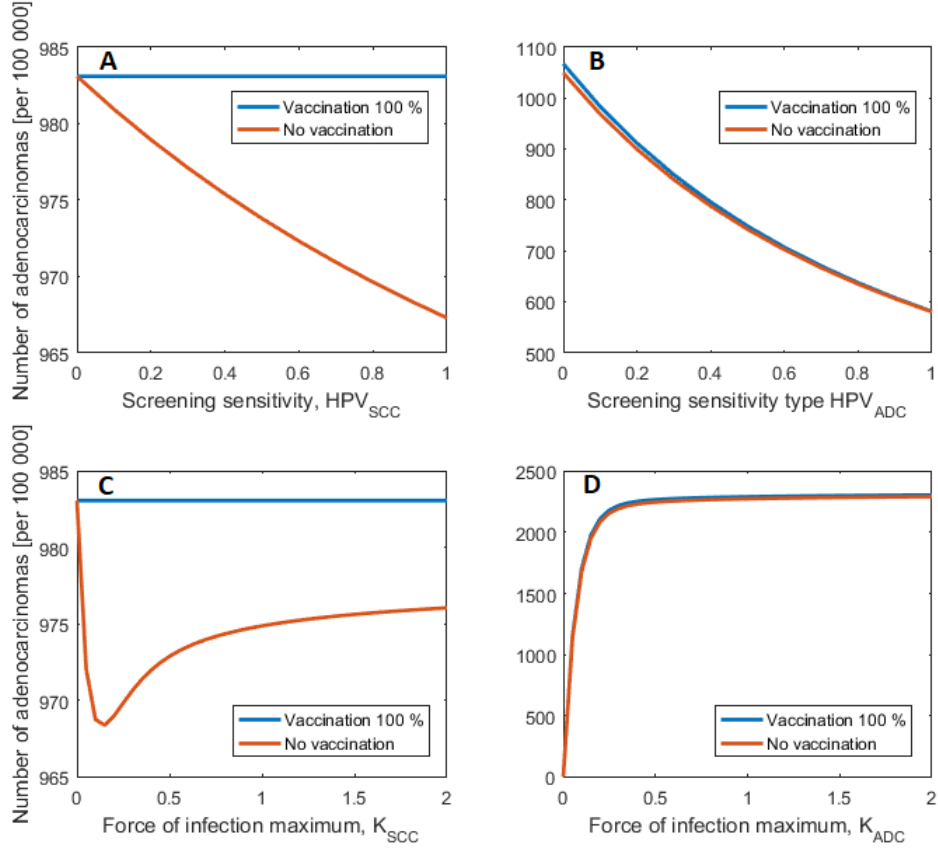 A
Number of adenocarcinomas [per 100 000]
985
980
975
970
965
Vaccination 100 %
No vaccination
0
0.2
0.4
0.6
0.8
1
Screening sensitivity, HPV_SCC
B
1100
1000
900
800
700
600
500
Vaccination 100 %
No vaccination
0
0.2
0.4
0.6
0.8
1
Screening sensitivity type HPV_ADC
C
Number of adenocarcinomas [per 100 000]
985
980
975
970
965
Vaccination 100 %
No vaccination
0
0.5
1
1.5
2
Force of infection maximum, K_SCC
D
2500
2000
1500
1000
500
0
Vaccination 100 %
No vaccination
0
0.5
1
1.5
2
Force of infection maximum, K_ADC